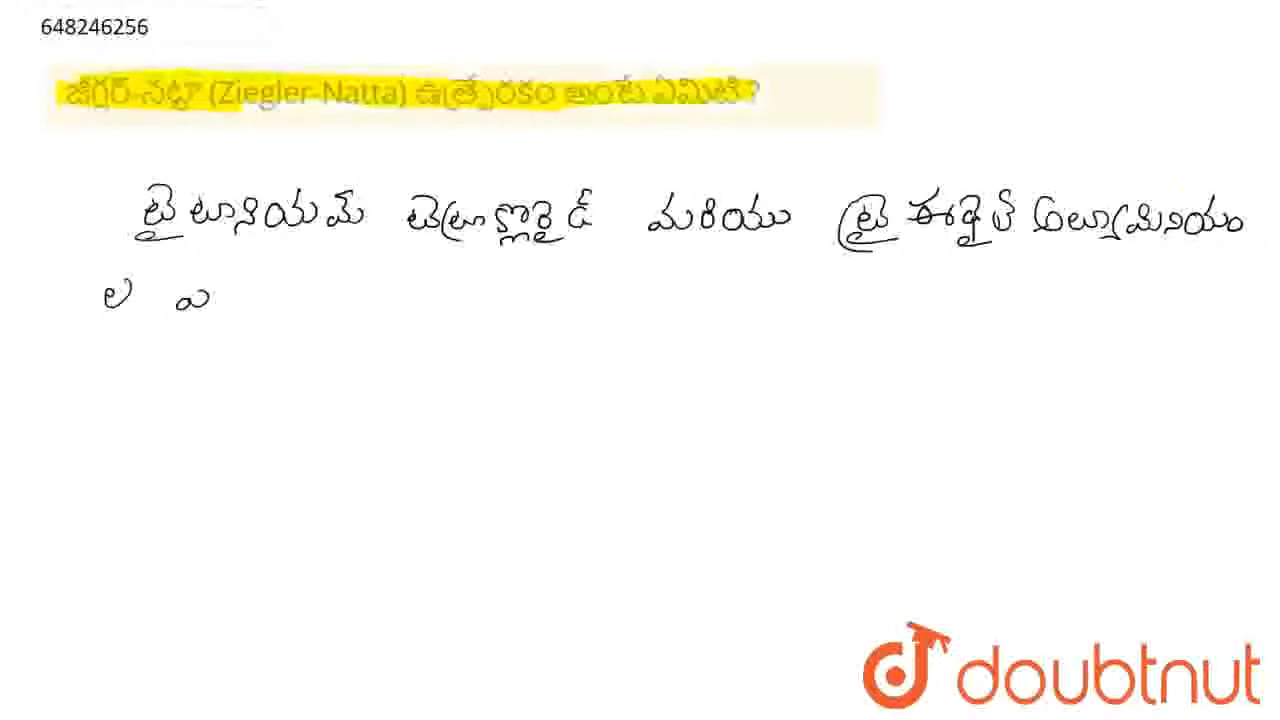 648246256
జిగ్లర్-నట్టా (Ziegler-Natta) ఉత్ప్రేరకం అంటే ఏమిటి?
టైటానియమ్ టెట్రాక్లోరైడ్ మరియు ట్రై ఈథైల్ అల్యూమినియం
ల
doubtnut